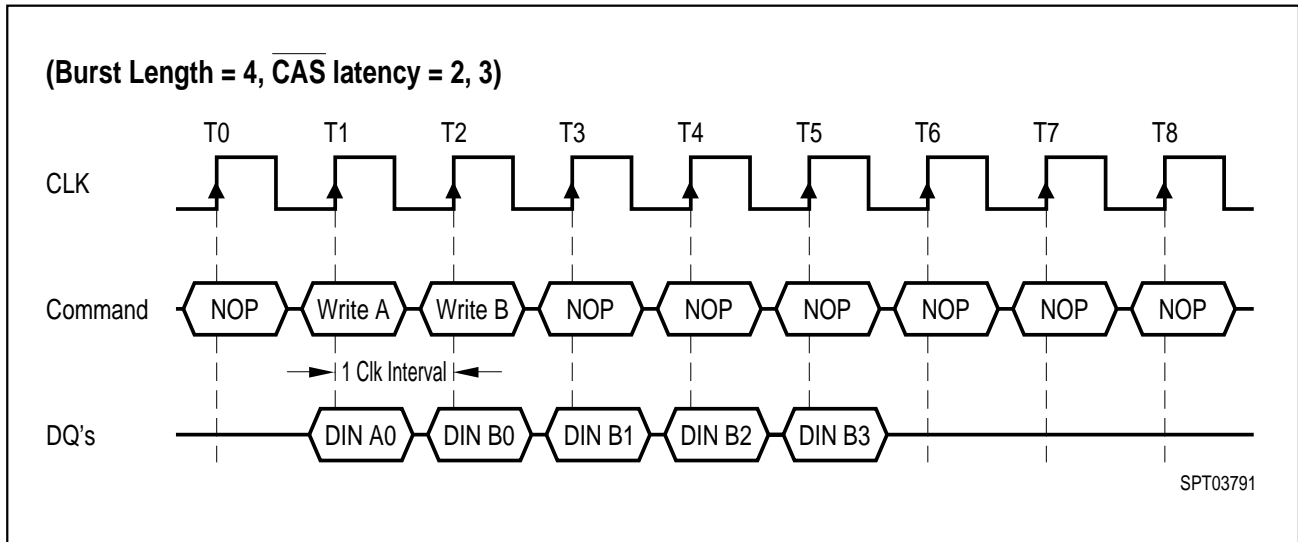 (Burst Length = 4, CAS latency = 2, 3)
T0 T1 T2 T3 T4 T5 T6 T7 T8
CLK
Command NOP Write A Write B NOP NOP NOP NOP NOP NOP
1 Clk Interval
DQ's DIN A0 DIN B0 DIN B1 DIN B2 DIN B3
SPT03791